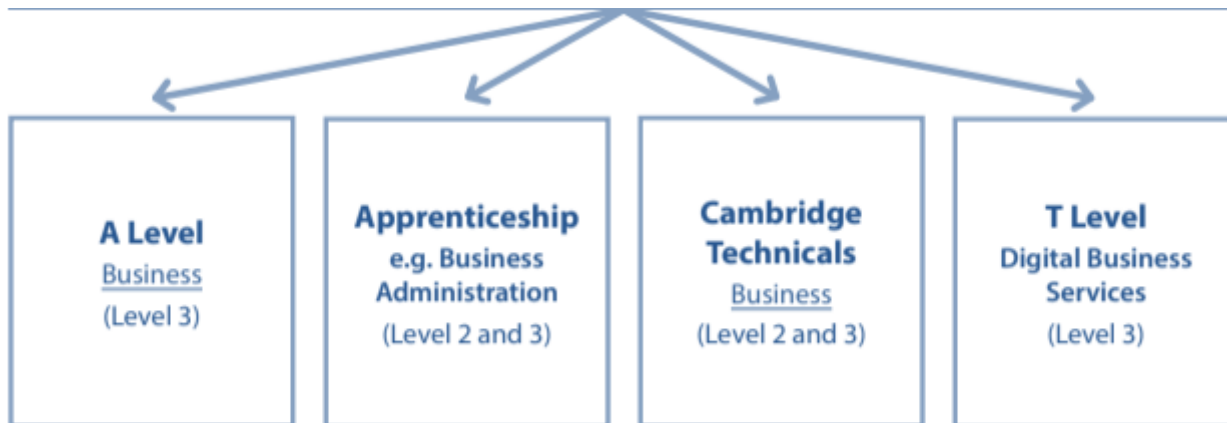 A Level
Business
(Level 3)
Apprenticeship
e.g. Business
Administration
(Level 2 and 3)
Cambridge
Technicals
Business
(Level 2 and 3)
T Level
Digital Business
Services
(Level 3)